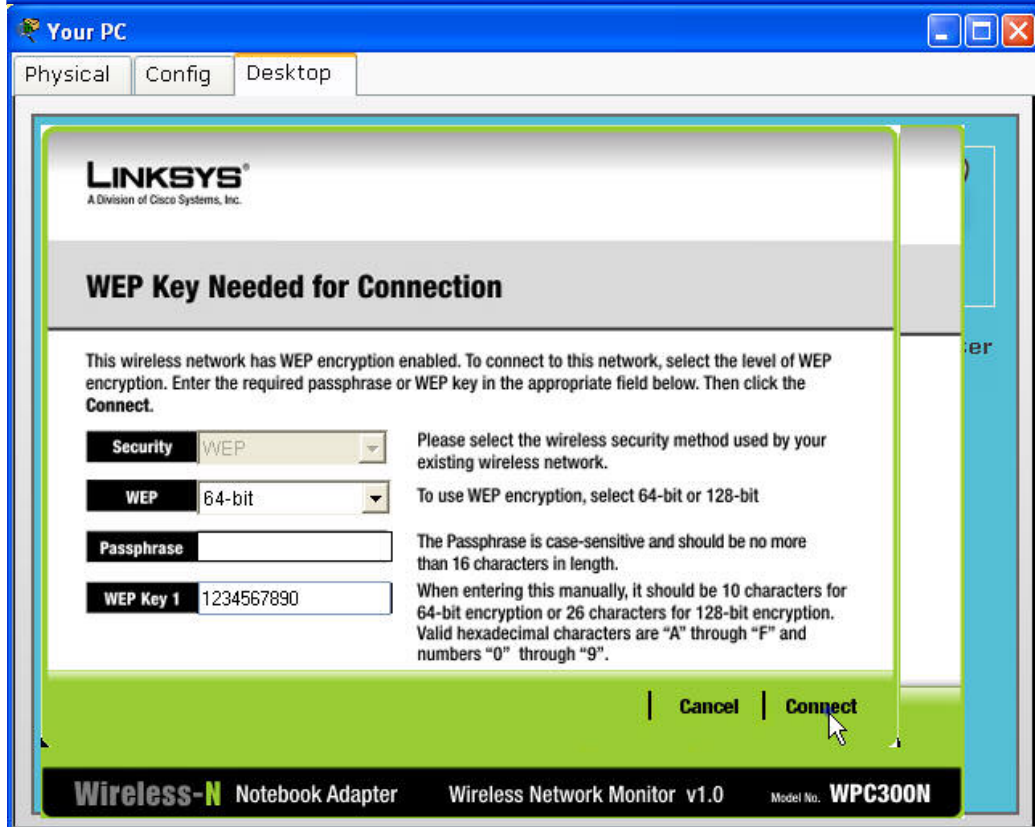 Your PC
Physical Config Desktop
LINKSYS®
A Division of Cisco Systems, Inc.
WEP Key Needed for Connection
This wireless network has WEP encryption enabled. To connect to this network, select the level of WEP
encryption. Enter the required passphrase or WEP key in the appropriate field below. Then click the
Connect.
Security WEP
Please select the wireless security method used by your
existing wireless network.
WEP 64-bit
To use WEP encryption, select 64-bit or 128-bit
Passphrase
The Passphrase is case-sensitive and should be no more
than 16 characters in length.
WEP Key 1 1234567890
When entering this manually, it should be 10 characters for
64-bit encryption or 26 characters for 128-bit encryption.
Valid hexadecimal characters are “A” through “F” and
numbers “0” through “9”.
er
Cancel Connect
Wireless-N Notebook Adapter Wireless Network Monitor v1.0 Model No. WPC300N